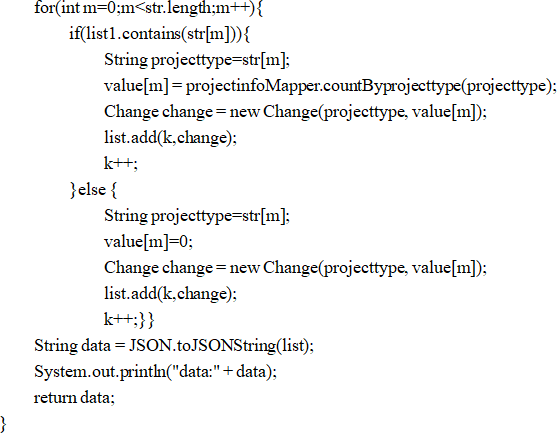 for(int m=0;m<str.length;m++){
if(list1.contains(str[m])){
String projecttype=str[m];
value[m] = projectinfoMapper.countByprojecttype(projecttype);
Change change = new Change(projecttype, value[m]);
list.add(k,change);
k++;
}else {
String projecttype=str[m];
value[m]=0;
Change change = new Change(projecttype, value[m]);
list.add(k,change);
k++;}}
String data = JSON.toJSONString(list);
System.out.println("data:" + data);
return data;
}